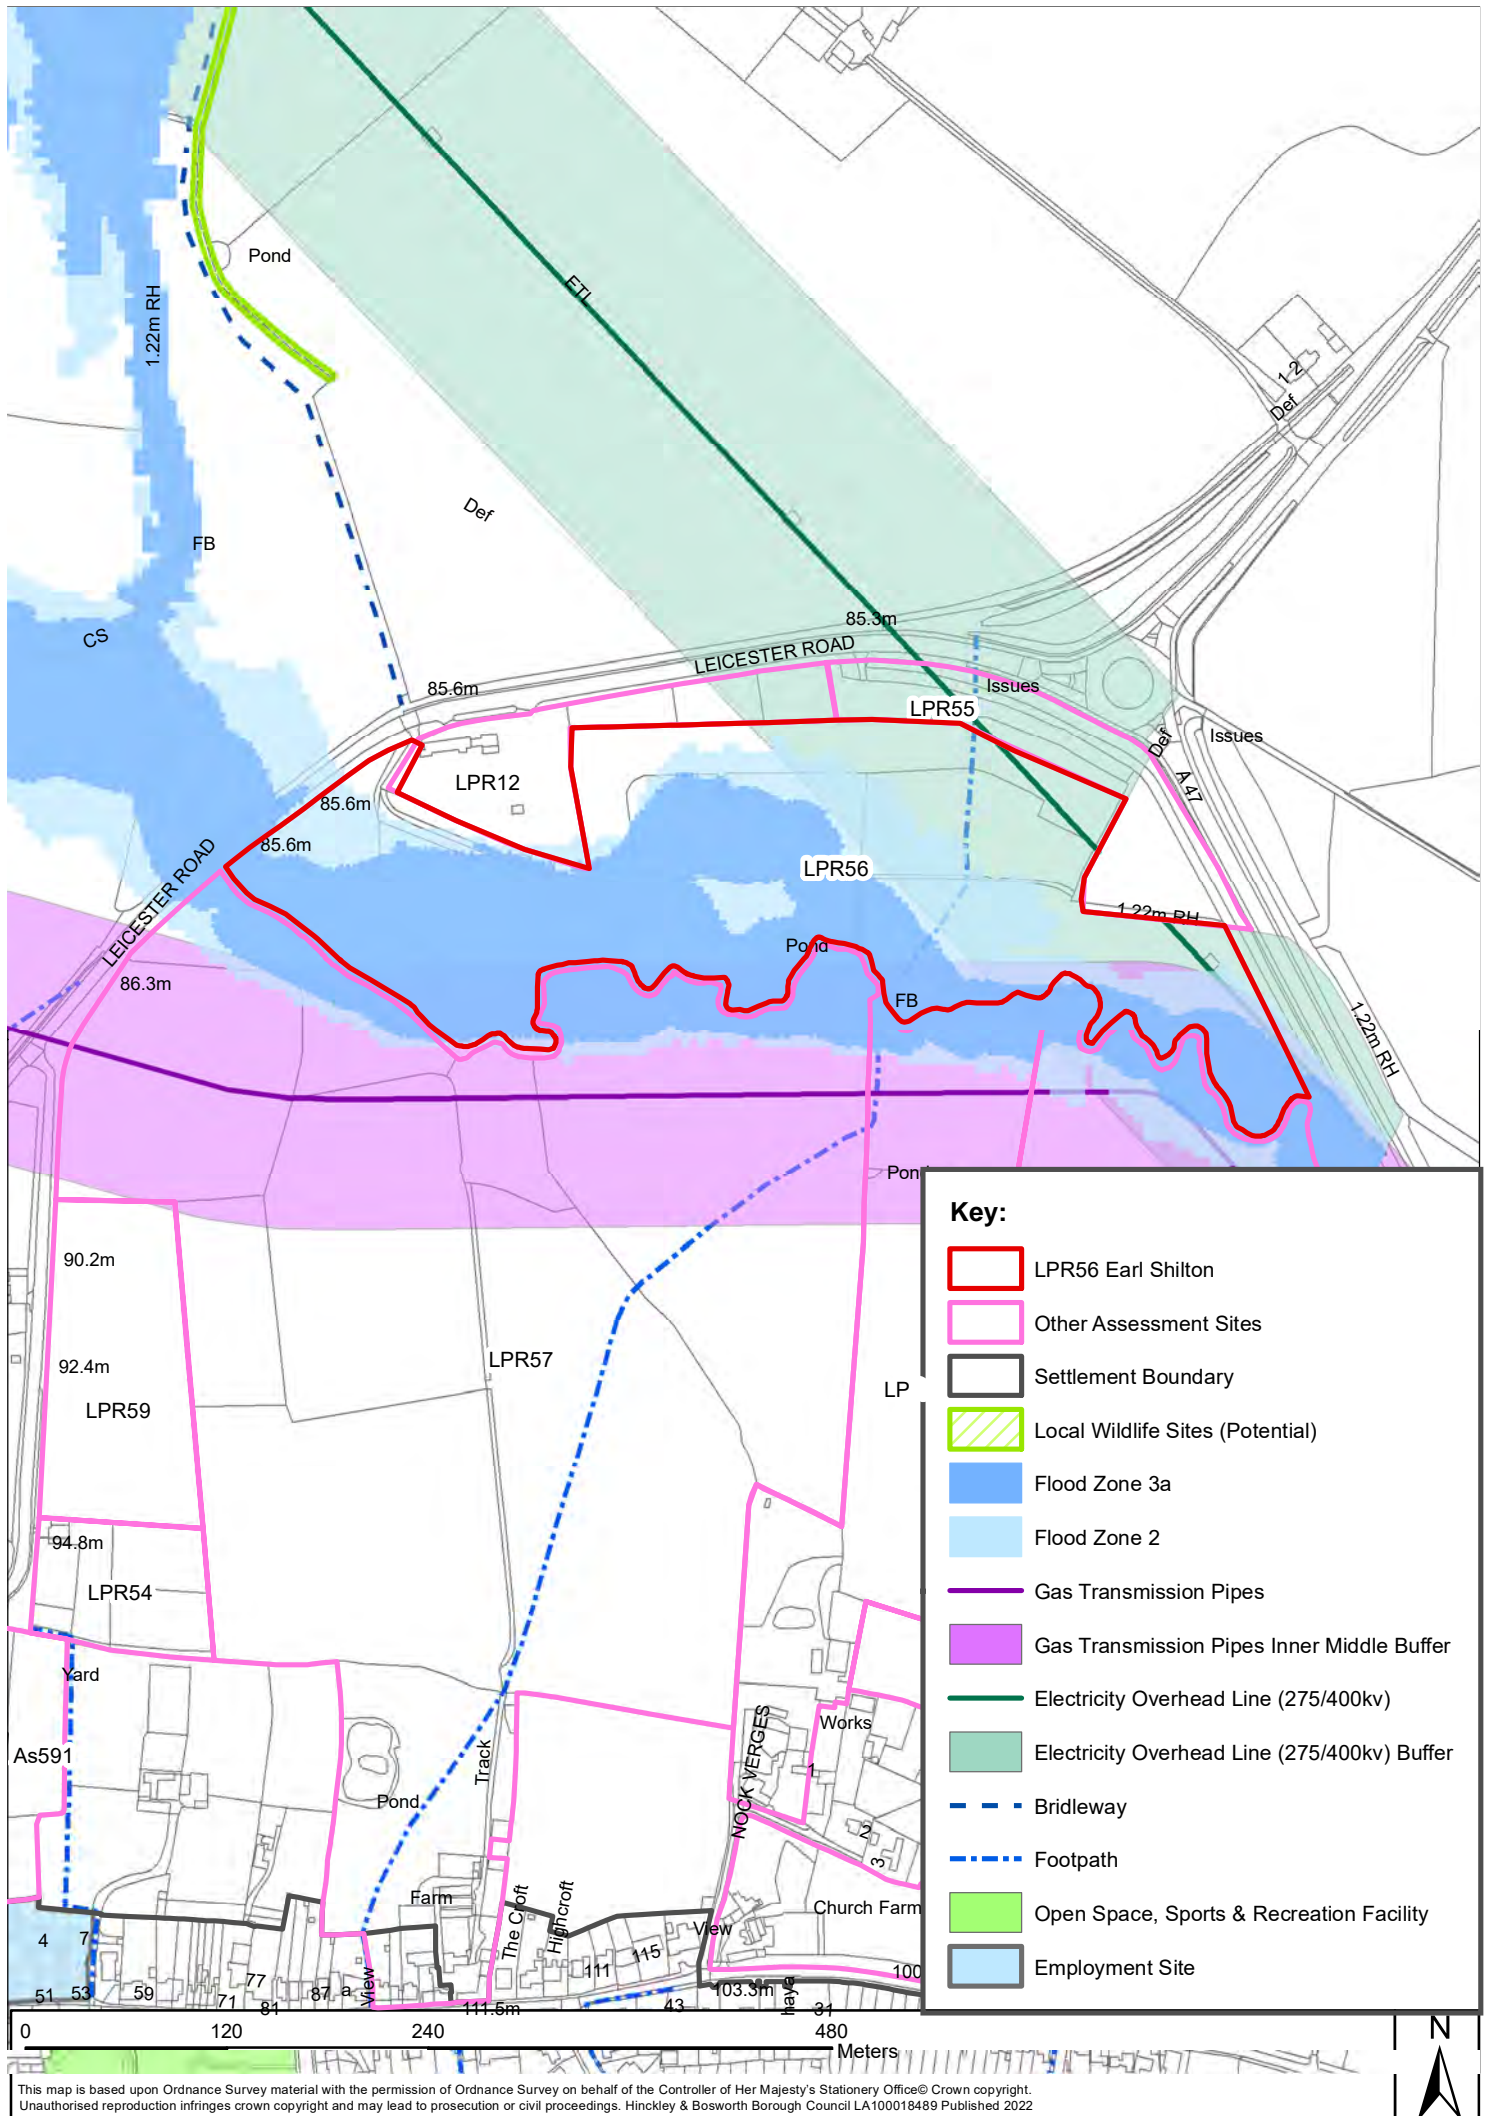 Pond
1.22m RH
ETL
1 2
Def
Def
FB
CS
85.3m
LEICESTER ROAD
85.6m
Issues
LPR55
Def
Issues
LPR12
A 47
85.6m
85.6m
LPR56
LEICESTER ROAD
1.22m RH
Pond
86.3m
FB
1.22m RH
Pon
Key:
LPR56 Earl Shilton
Other Assessment Sites
Settlement Boundary
Local Wildlife Sites (Potential)
Flood Zone 3a
Flood Zone 2
Gas Transmission Pipes
Gas Transmission Pipes Inner Middle Buffer
Electricity Overhead Line (275/400kv)
Electricity Overhead Line (275/400kv) Buffer
Bridleway
Footpath
Open Space, Sports & Recreation Facility
Employment Site
90.2m
92.4m
LPR57
LP
LPR59
94.8m
LPR54
Yard
As591
Works
NOCK VERGES
1
Track
Pond
2
3
Farm
The Croft
Highcroft
Church Farm
View
4
7
115
111
77
59
87
a
View
51
53
71
81
100
103.3m
haya
43
31
111.5m
0 120 240 480
Meters
N
This map is based upon Ordnance Survey material with the permission of Ordnance Survey on behalf of the Controller of Her Majesty's Stationery Office© Crown copyright.
Unauthorised reproduction infringes crown copyright and may lead to prosecution or civil proceedings. Hinckley & Bosworth Borough Council LA100018489 Published 2022